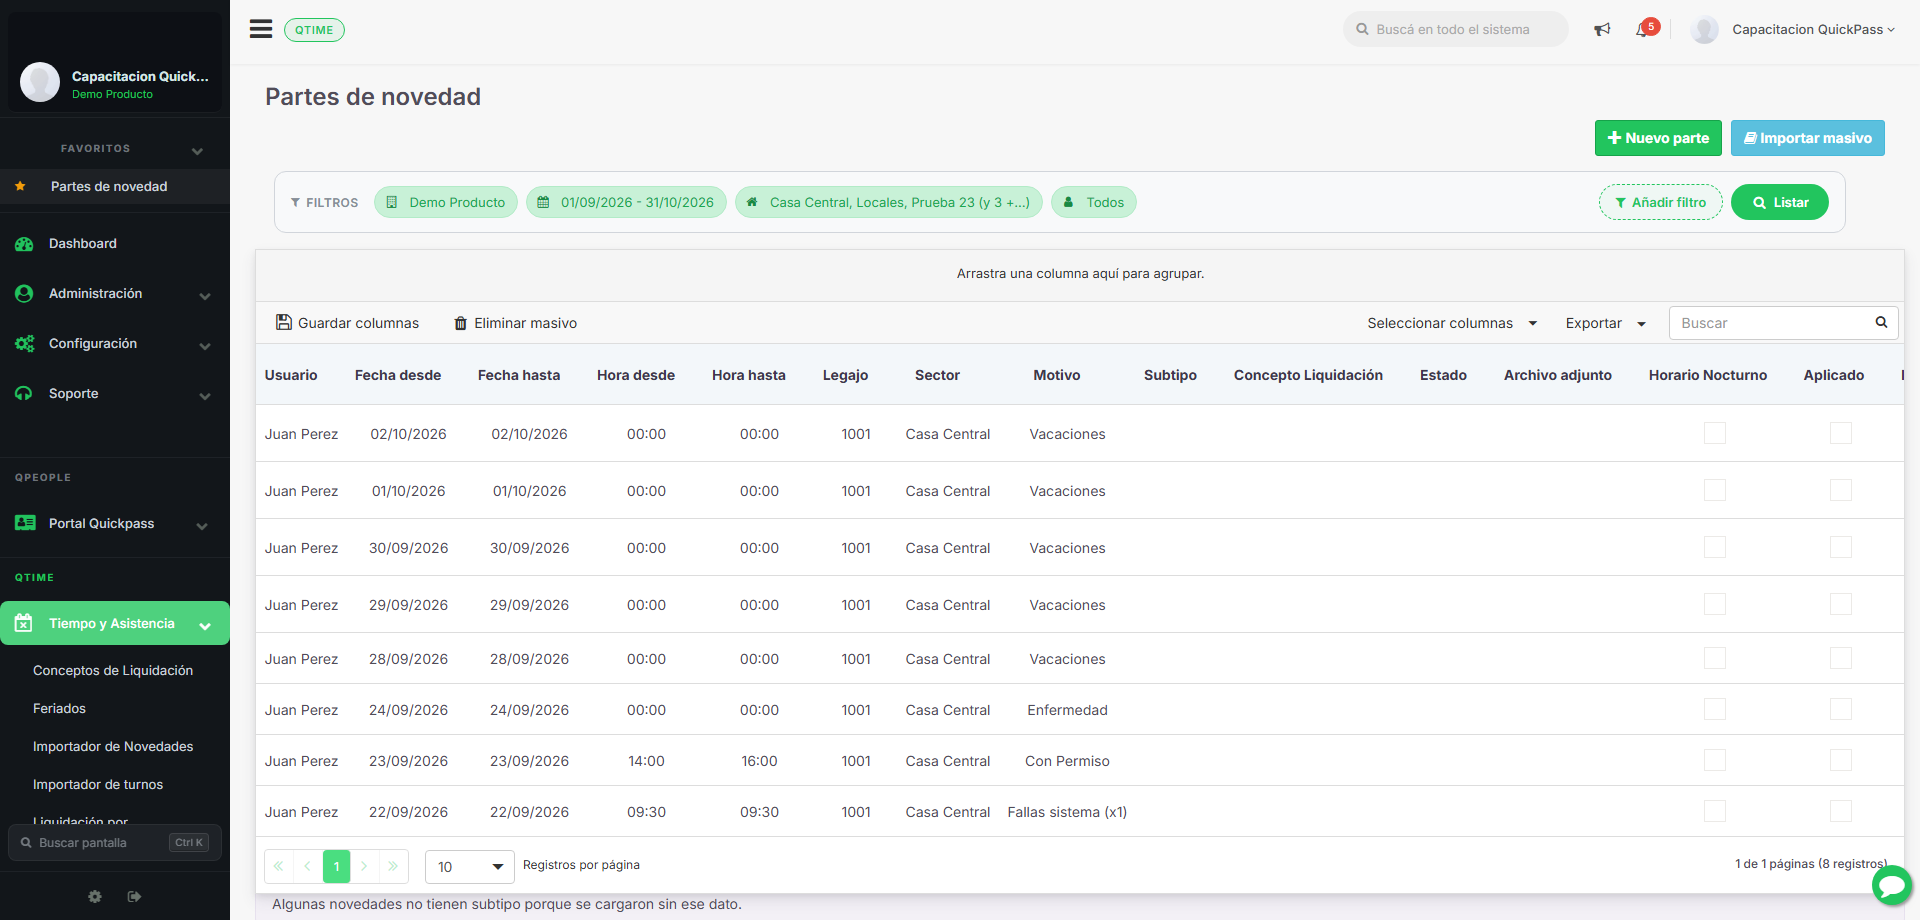 Capacitacion Quick...
Demo Producto
FAVORITOS
Partes de novedad
Dashboard
Administración
Configuración
Soporte
QPEOPLE
Portal Quickpass
QTIME
Tiempo y Asistencia
Conceptos de Liquidación
Feriados
Importador de Novedades
Importador de turnos
Liquidación por
Buscar pantalla Ctrl K
QTIME
Buscá en todo el sistema
5
Capacitacion QuickPass
Partes de novedad
Nuevo parte
Importar masivo
FILTROS
Demo Producto
01/09/2026 - 31/10/2026
Casa Central, Locales, Prueba 23 (y 3 +...)
Todos
Añadir filtro
Listar
Arrastra una columna aquí para agrupar.
Guardar columnas
Eliminar masivo
Seleccionar columnas
Exportar
Buscar
Usuario Fecha desde Fecha hasta Hora desde Hora hasta Legajo Sector Motivo Subtipo Concepto Liquidación Estado Archivo adjunto Horario Nocturno Aplicado
Juan Perez 02/10/2026 02/10/2026 00:00 00:00 1001 Casa Central Vacaciones
Juan Perez 01/10/2026 01/10/2026 00:00 00:00 1001 Casa Central Vacaciones
Juan Perez 30/09/2026 30/09/2026 00:00 00:00 1001 Casa Central Vacaciones
Juan Perez 29/09/2026 29/09/2026 00:00 00:00 1001 Casa Central Vacaciones
Juan Perez 28/09/2026 28/09/2026 00:00 00:00 1001 Casa Central Vacaciones
Juan Perez 24/09/2026 24/09/2026 00:00 00:00 1001 Casa Central Enfermedad
Juan Perez 23/09/2026 23/09/2026 14:00 16:00 1001 Casa Central Con Permiso
Juan Perez 22/09/2026 22/09/2026 09:30 09:30 1001 Casa Central Fallas sistema (x1)
« ‹ 1 › »
10
Registros por página
1 de 1 páginas (8 registros)
Algunas novedades no tienen subtipo porque se cargaron sin ese dato.